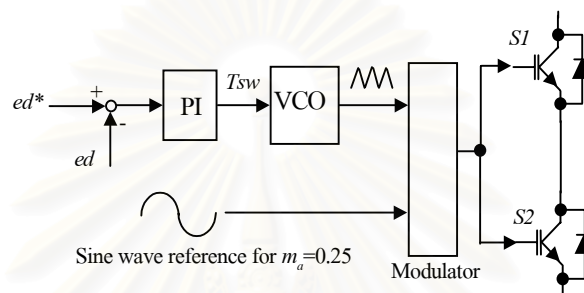 S1
Tsw
+
ed*
PI
VCO
-
ed
S2
Sine wave reference for mₐ=0.25
Modulator